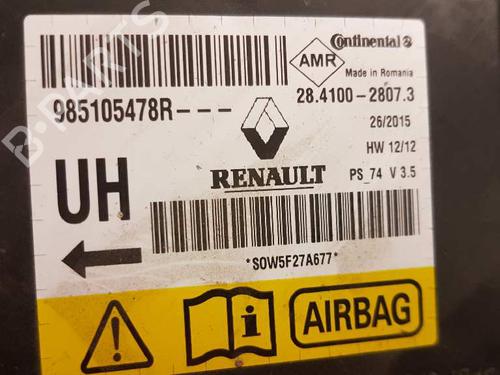 Continental
AMR
Made in Romania
985105478R---
28.4100-2807.3
26/2015
HW 12/12
RENAULT
PS_74 V 3.5
UH
*S0W5F27A677*
i
AIRBAG
B-PARTS